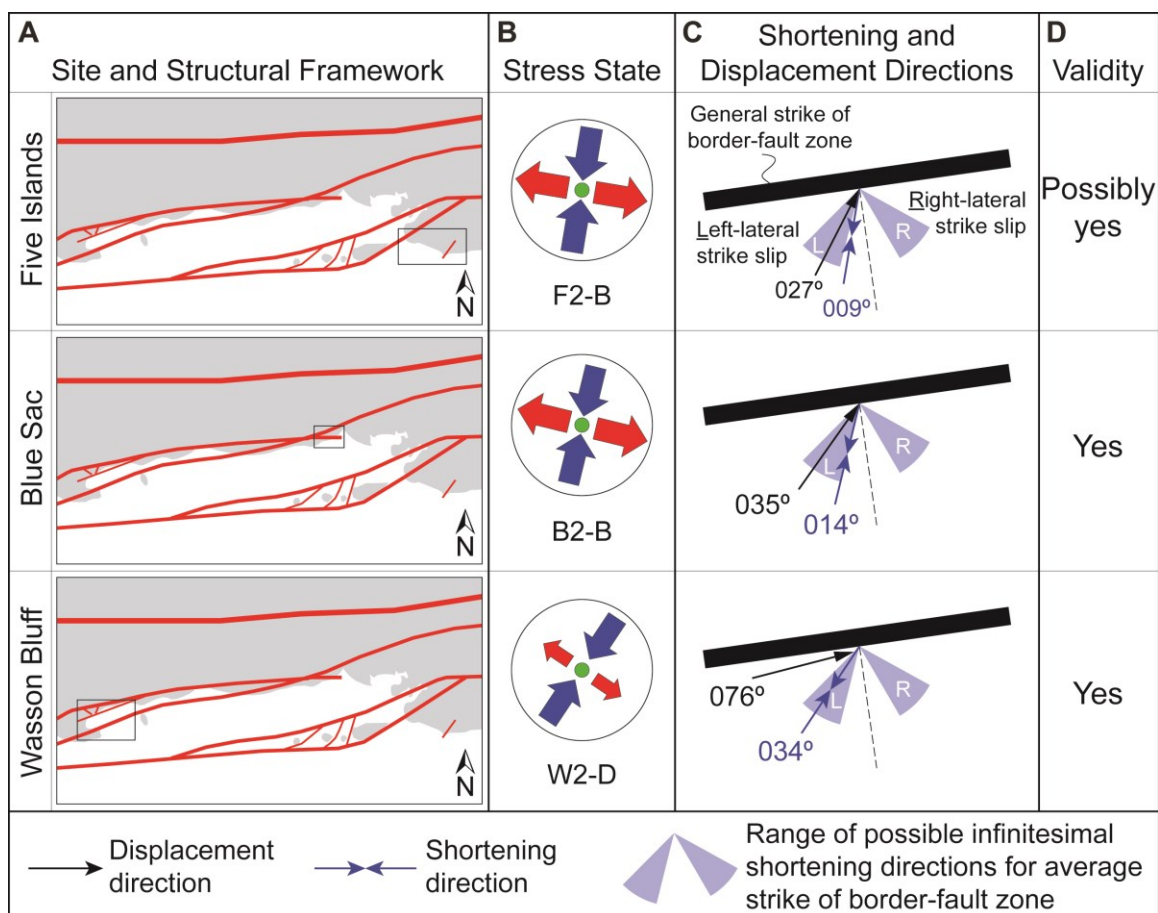 A
Site and Structural Framework
B
Stress State
C
Shortening and
Displacement Directions
D
Validity
Five Islands
N
F2-B
General strike of
border-fault zone
Left-lateral
strike slip
Right-lateral
strike slip
L
R
027º
009º
Possibly
yes
Blue Sac
N
B2-B
L
R
035º
014º
Yes
Wasson Bluff
N
W2-D
L
R
076º
034º
Yes
Displacement
direction
Shortening
direction
Range of possible infinitesimal
shortening directions for average
strike of border-fault zone